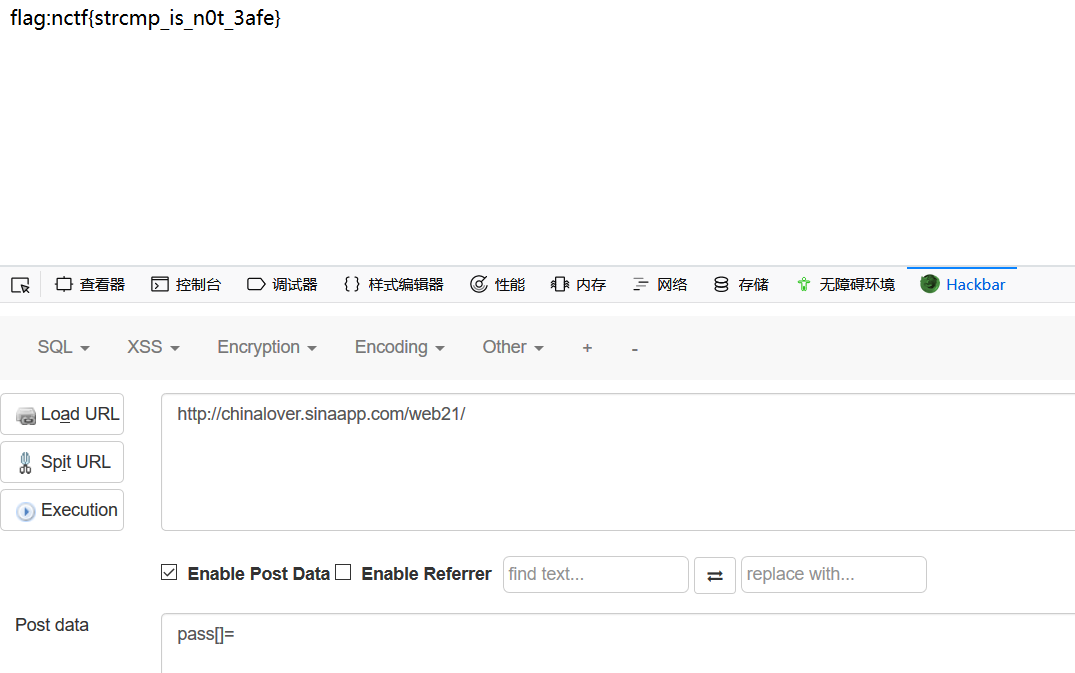 flag:nctf{strcmp_is_n0t_3afe}
查看器 控制台 调试器 {} 样式编辑器 性能 内存 网络 存储 无障碍环境 Hackbar
SQL XSS Encryption Encoding Other + -
Load URL http://chinalover.sinaapp.com/web21/
Spit URL
Execution
Enable Post Data Enable Referrer find text... replace with...
Post data pass[]=